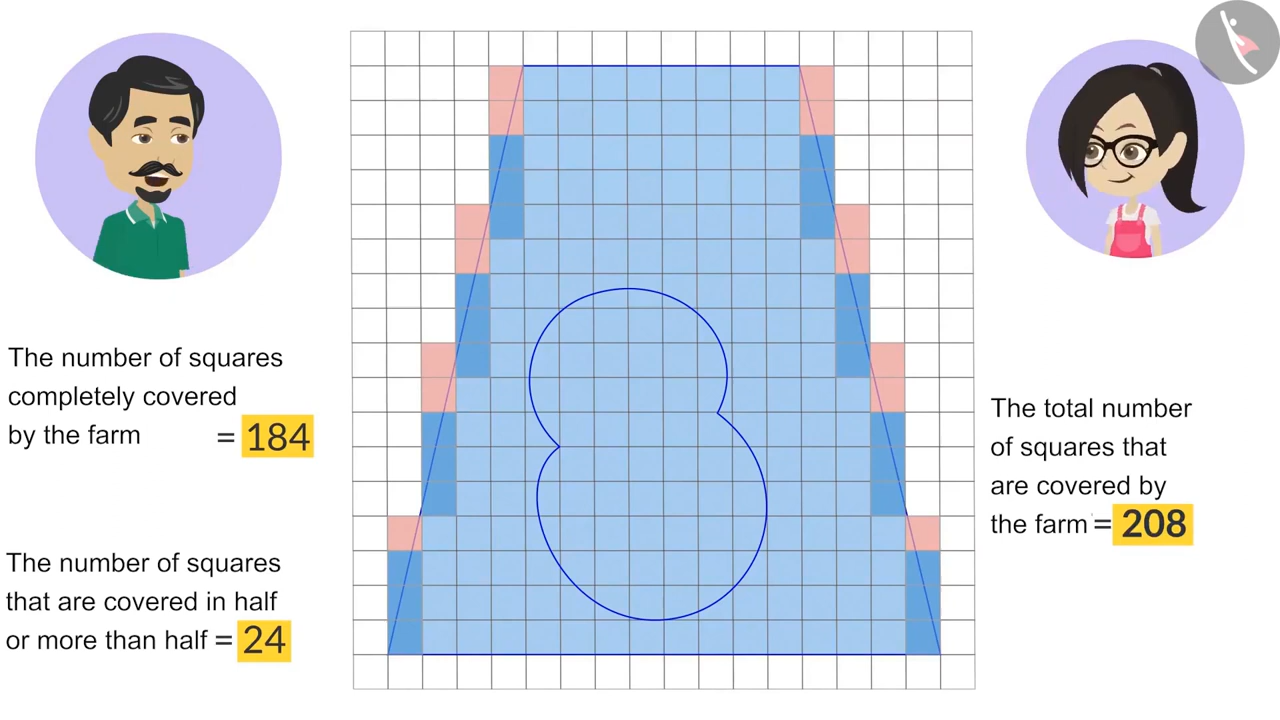 The number of squares
completely covered
by the farm = 184
The number of squares
that are covered in half
or more than half = 24
The total number
of squares that
are covered by
the farm = 208